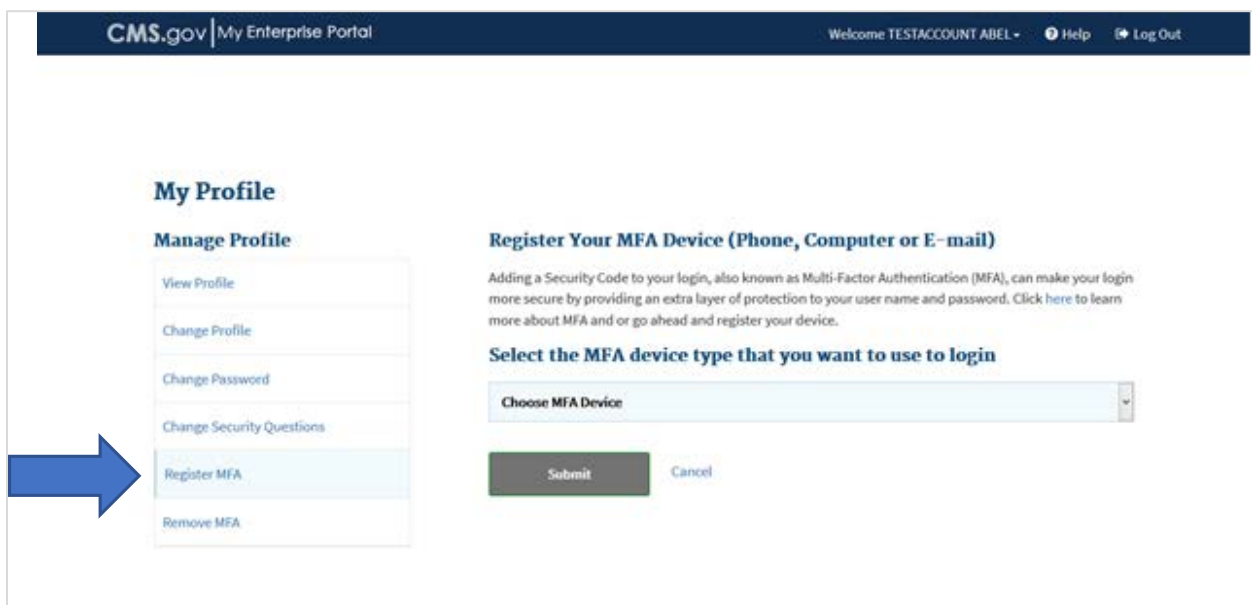 CMS.gov My Enterprise Portal
Welcome TESTACCOUNT ABEL
Help
Log Out
My Profile
Manage Profile
View Profile
Change Profile
Change Password
Change Security Questions
Register MFA
Remove MFA
Register Your MFA Device (Phone, Computer or E-mail)
Adding a Security Code to your login, also known as Multi-Factor Authentication (MFA), can make your login
more secure by providing an extra layer of protection to your user name and password. Click here to learn
more about MFA and or go ahead and register your device.
Select the MFA device type that you want to use to login
Choose MFA Device
Submit
Cancel